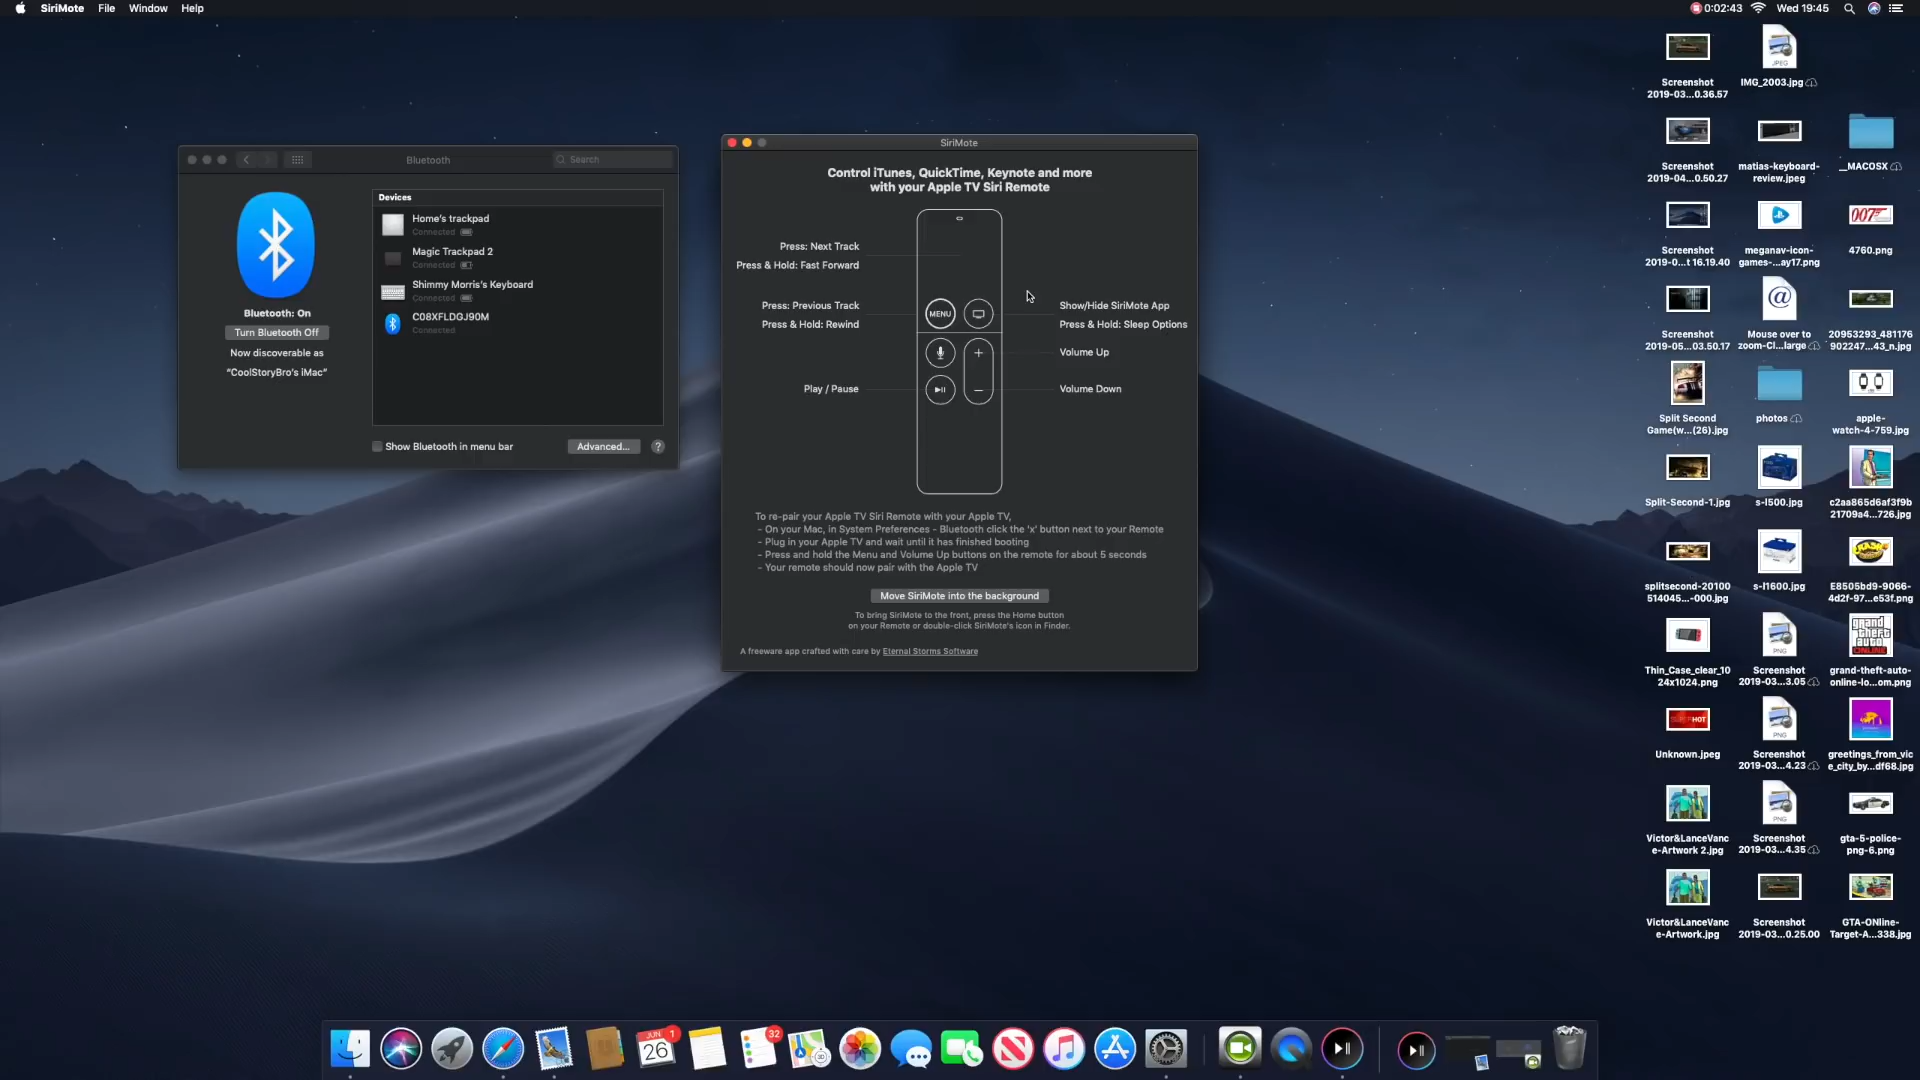 SiriMote File Window Help
0:02:43 Wed 19:45
Bluetooth
Search
Bluetooth: On
Turn Bluetooth Off
Now discoverable as
“CoolStoryBro's iMac”
Devices
Home's trackpad
Connected
Magic Trackpad 2
Connected
Shimmy Morris's Keyboard
Connected
C08XFLDGJ90M
Connected
Show Bluetooth in menu bar
Advanced...
?
SiriMote
Control iTunes, QuickTime, Keynote and more
with your Apple TV Siri Remote
Press: Next Track
Press & Hold: Fast Forward
Press: Previous Track
Press & Hold: Rewind
Play / Pause
MENU
Show/Hide SiriMote App
Press & Hold: Sleep Options
Volume Up
Volume Down
To re-pair your Apple TV Siri Remote with your Apple TV,
- On your Mac, in System Preferences - Bluetooth click the 'x' button next to your Remote
- Plug in your Apple TV and wait until it has finished booting
- Press and hold the Menu and Volume Up buttons on the remote for about 5 seconds
- Your remote should now pair with the Apple TV
Move SiriMote into the background
To bring SiriMote to the front, press the Home button
on your Remote or double-click SiriMote's icon in Finder.
A freeware app crafted with care by Eternal Storms Software
Screenshot
2019-03...0.36.57
JPEG
IMG_2003.jpg
Screenshot
2019-04...0.50.27
matias-keyboard-
review.jpeg
__MACOSX
Screenshot
2019-0...t 16.19.40
meganav-icon-
games-...ay17.png
007
4760.png
Screenshot
2019-05...03.50.17
Mouse over to
zoom-Cl...large
20953293_481176
902247...43_n.jpg
Split Second
Game(w...(26).jpg
photos
apple-
watch-4-759.jpg
Split-Second-1.jpg
s-l500.jpg
c2aa865d6af3f9b
21709a4...726.jpg
splitsecond-20100
514045...-000.jpg
s-l1600.jpg
E8505bd9-9066-
4d2f-97...e53f.png
Thin_Case_clear_10
24x1024.png
PNG
Screenshot
2019-03...3.05
grand
theft
auto
ONLINE
grand-theft-auto-
online-lo...om.png
Unknown.jpeg
PNG
Screenshot
2019-03...4.23
greetings_from_vic
e_city_by...df68.jpg
Victor&LanceVanc
e-Artwork 2.jpg
PNG
Screenshot
2019-03...4.35
gta-5-police-
png-6.png
Victor&LanceVanc
e-Artwork.jpg
Screenshot
2019-03...0.25.00
GTA-ONline-
Target-A...338.jpg
JUN
26
1
32
3D